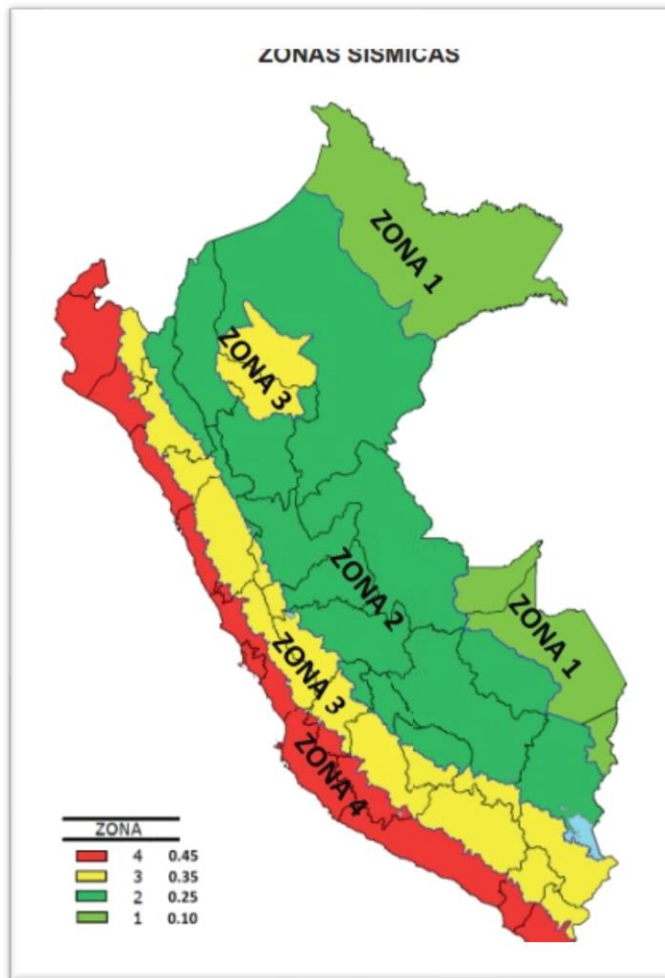 ZONAS SISMICAS
ZONA 1
ZONA 3
ZONA 2
ZONA 1
ZONA 3
ZONA 4
ZONA
4 0.45
3 0.35
2 0.25
1 0.10